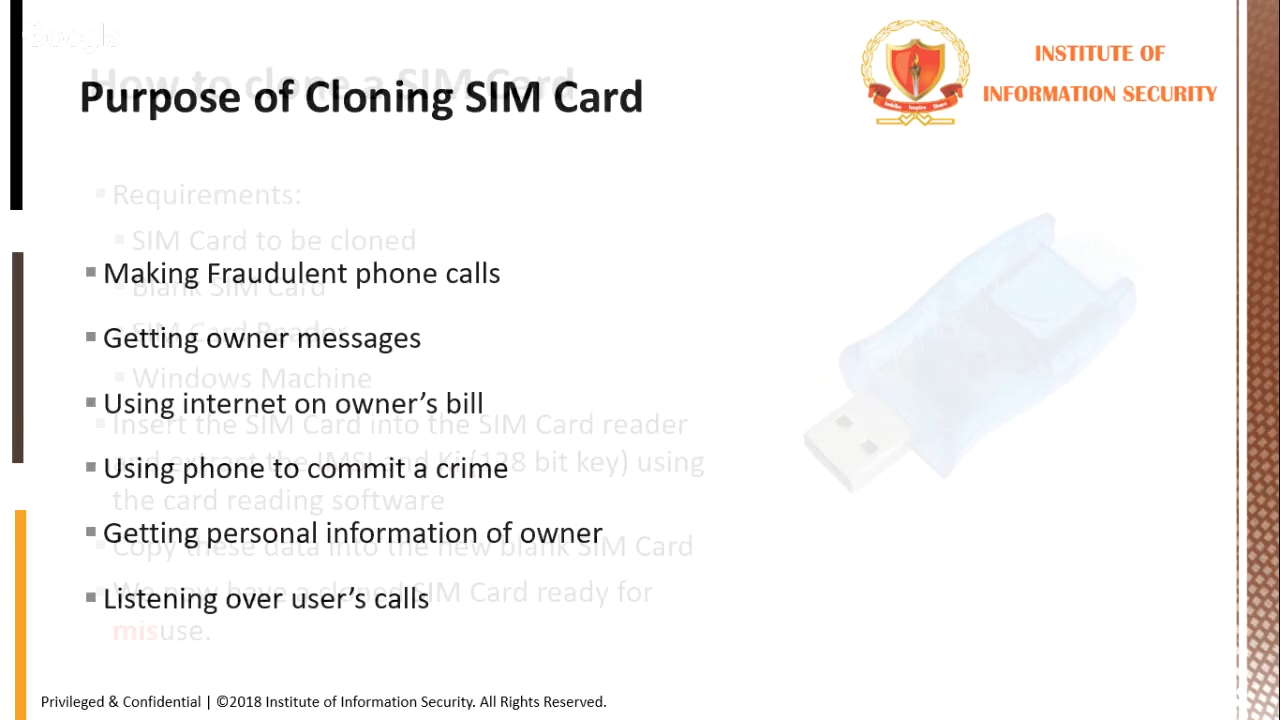 Google
How to clone a SIM Card
Purpose of Cloning SIM Card
INSTITUTE OF
INFORMATION SECURITY
Requirements:
SIM Card to be cloned
Making Fraudulent phone calls
Blank SIM Card
SIM Card Reader
Getting owner messages
Windows Machine
Using internet on owner's bill
Insert the SIM Card into the SIM Card reader
and extract the IMSI and Ki (128 bit key) using
Using phone to commit a crime
the card reading software
Getting personal information of owner
Copy these data into the new blank SIM Card
We now have a cloned SIM Card ready for
Listening over user's calls
misuse.
Privileged & Confidential | ©2018 Institute of Information Security. All Rights Reserved.